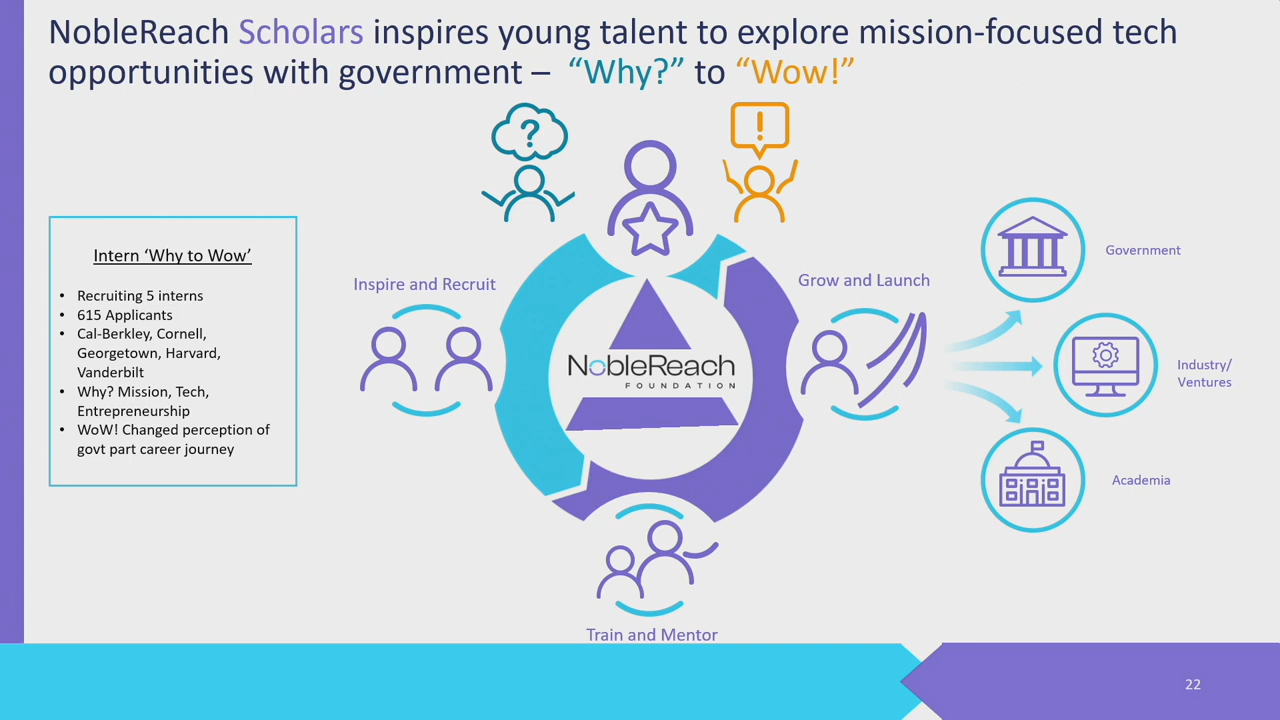 NobleReach Scholars inspires young talent to explore mission-focused tech
opportunities with government – “Why?” to “Wow!”
?
!
Intern ‘Why to Wow’
• Recruiting 5 interns
• 615 Applicants
• Cal-Berkley, Cornell,
Georgetown, Harvard,
Vanderbilt
• Why? Mission, Tech,
Entrepreneurship
• WoW! Changed perception of
govt part career journey
Inspire and Recruit
NobleReach
FOUNDATION
Grow and Launch
Train and Mentor
Government
Industry/
Ventures
Academia
22